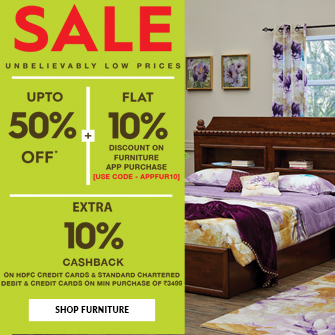 SALE
UNBELIEVABLY LOW PRICES
UPTO
50%
OFF*
+
FLAT
10%
DISCOUNT ON
FURNITURE
APP PURCHASE
[USE CODE - APPFUR10]
EXTRA
10%
CASHBACK
ON HDFC CREDIT CARDS & STANDARD CHARTERED
DEBIT & CREDIT CARDS ON MIN PURCHASE OF ₹3499
SHOP FURNITURE